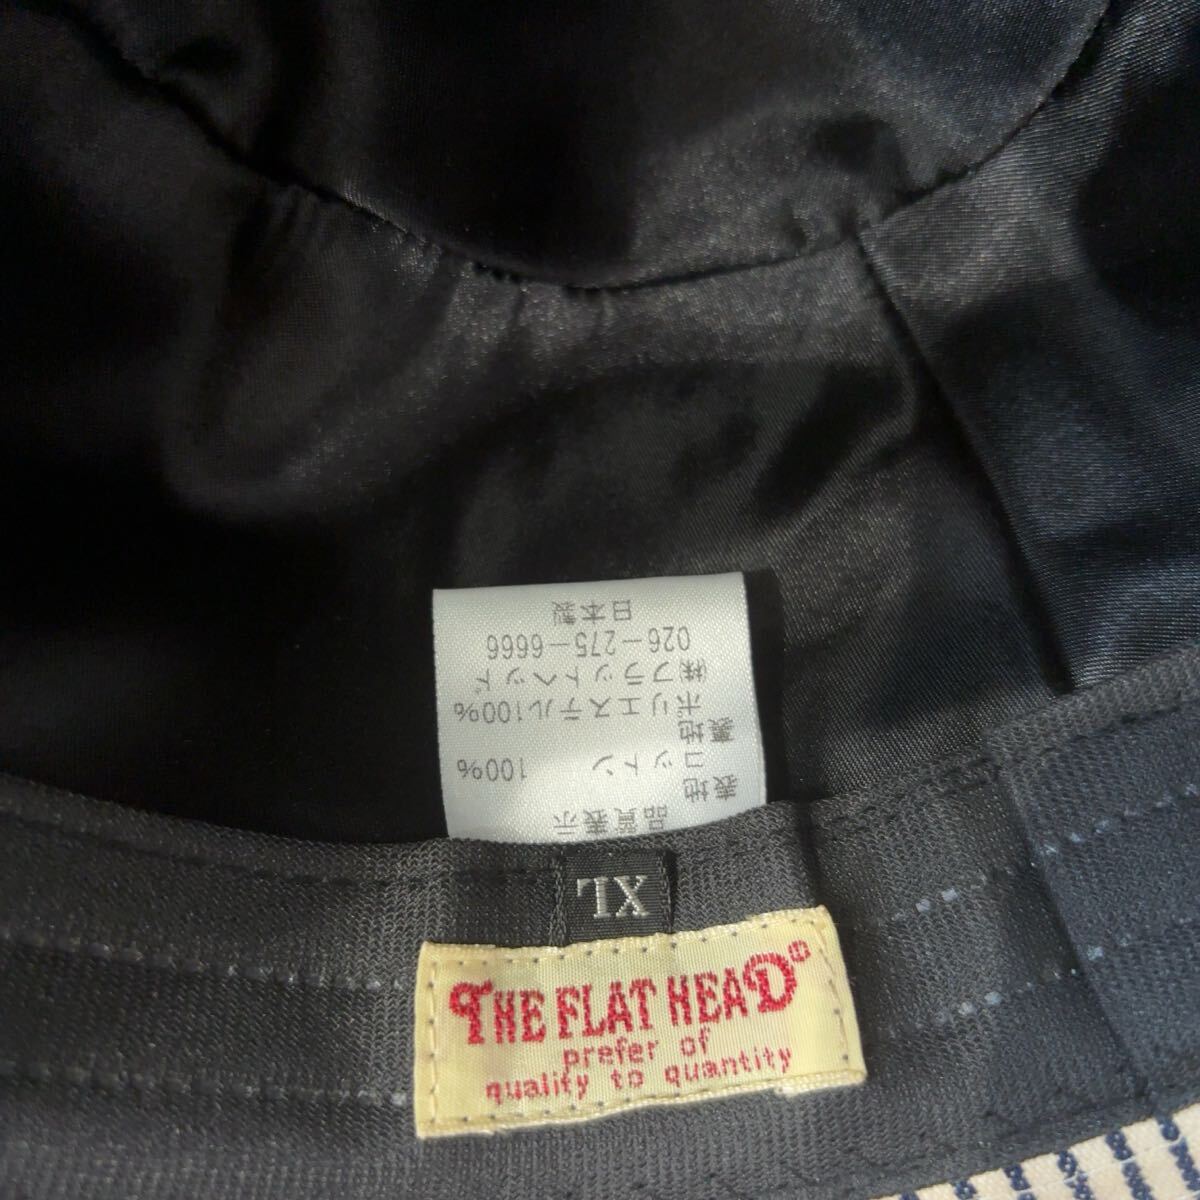 品質表示
表地
コットン 100%
裏地
ポリエステル100%
㈱フラットヘッド
026-275-6666
日本製
XL
THE FLAT HEAD®
prefer of
quality to quantity